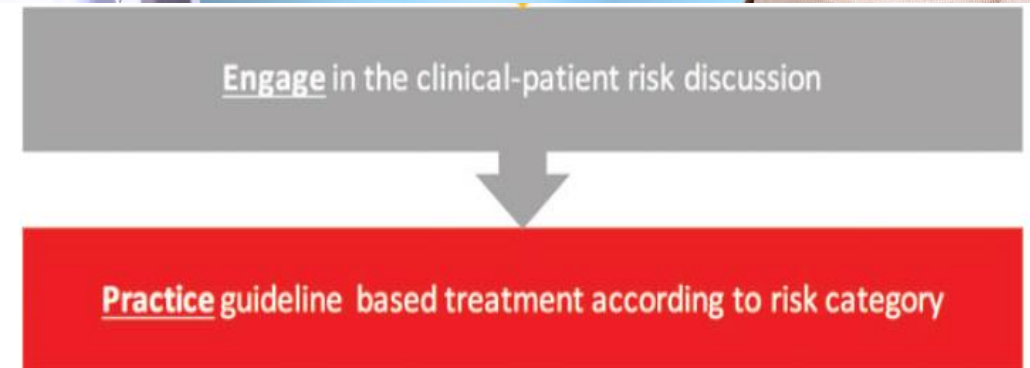 Engage in the clinical-patient risk discussion
Practice guideline based treatment according to risk category